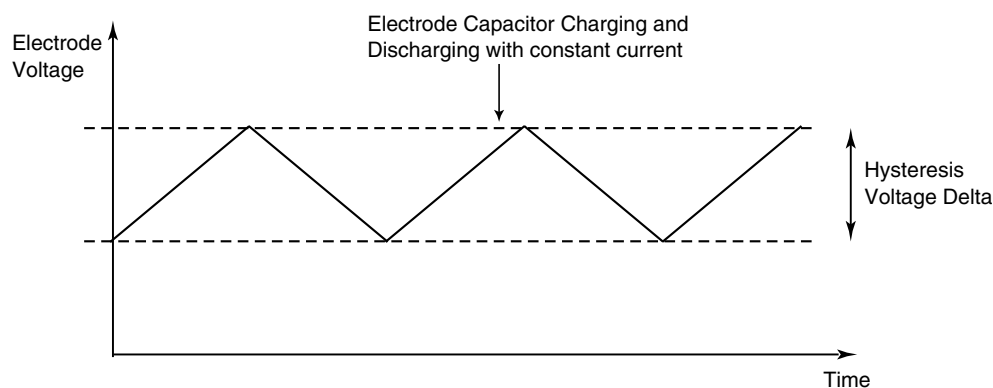 Electrode Capacitor Charging and
Discharging with constant current
Electrode
Voltage
Hysteresis
Voltage Delta
Time